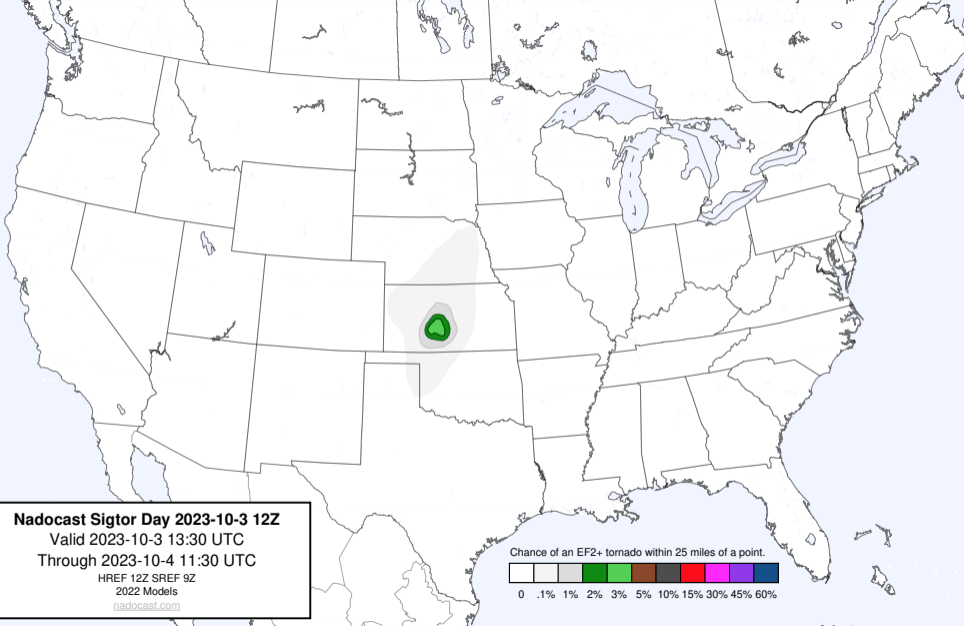 Nadocast Sigtor Day 2023-10-3 12Z
Valid 2023-10-3 13:30 UTC
Through 2023-10-4 11:30 UTC
HREF 12Z SREF 9Z
2022 Models
nadocast.com
Chance of an EF2+ tornado within 25 miles of a point.
0 .1% 1% 2% 3% 5% 10% 15% 30% 45% 60%